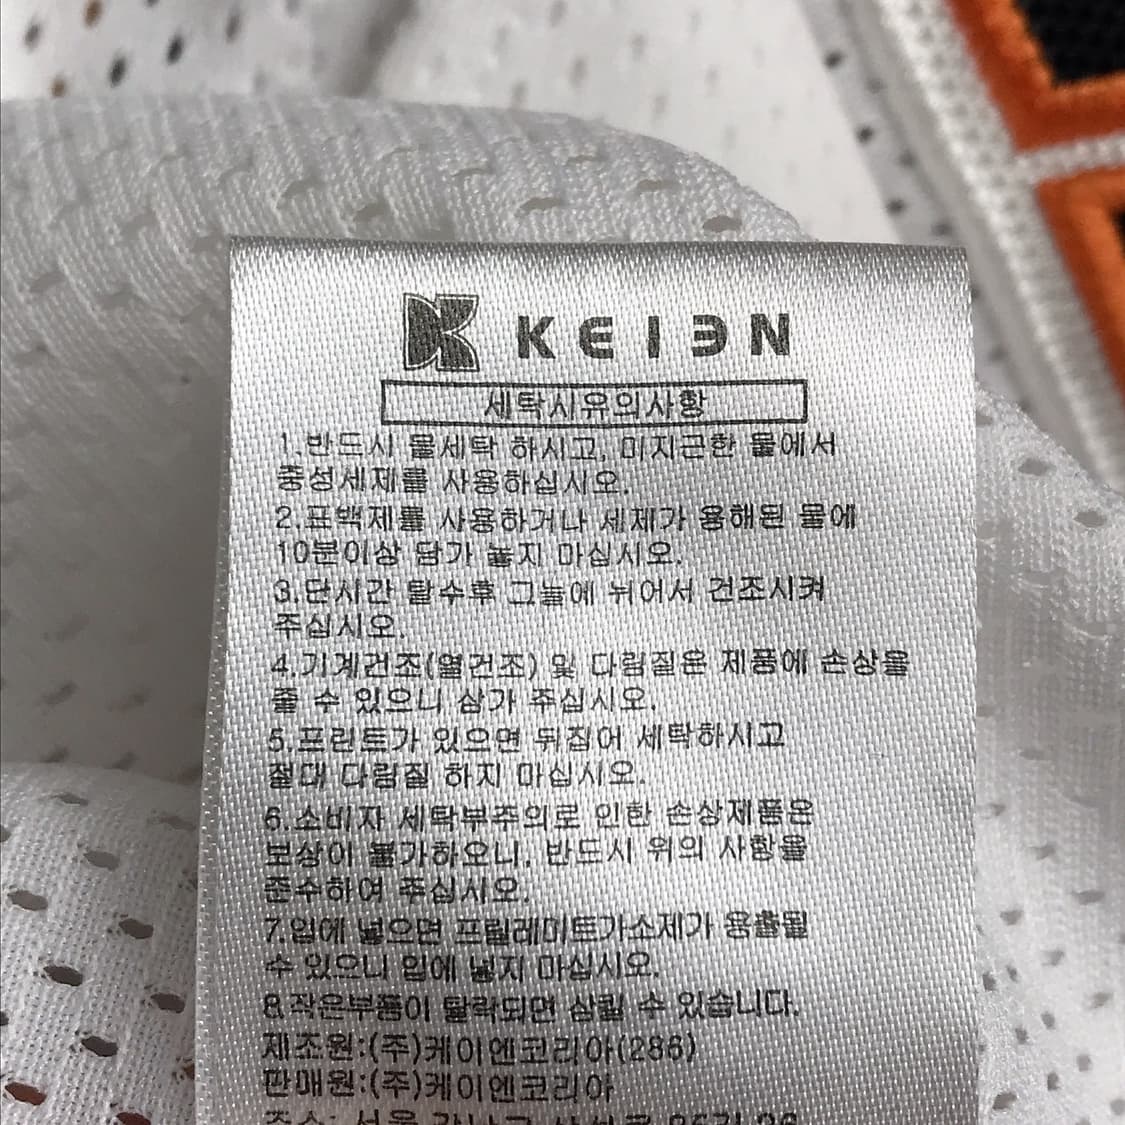 KEIEN
세탁시유의사항
1.반드시 물세탁 하시고, 미지근한 물에서
중성세제를 사용하십시오.
2.표백제를 사용하거나 세제가 용해된 물에
10분이상 담가 놓지 마십시오.
3.단시간 탈수후 그늘에 뉘어서 건조시켜
주십시오.
4.기계건조(열건조) 및 다림질은 제품에 손상을
줄 수 있으니 삼가 주십시오.
5.프린트가 있으면 뒤집어 세탁하시고
절대 다림질 하지 마십시오.
6.소비자 세탁부주의로 인한 손상제품은
보상이 불가하오니, 반드시 위의 사항을
준수하여 주십시오.
7.입에 넣으면 프릴레미트가소제가 용출될
수 있으니 입에 넣지 마십시오.
8.작은부품이 탈락되면 삼킬 수 있습니다.
제조원:(주)케이엔코리아(286)
판매원:(주)케이엔코리아
주소: 서울 강남구